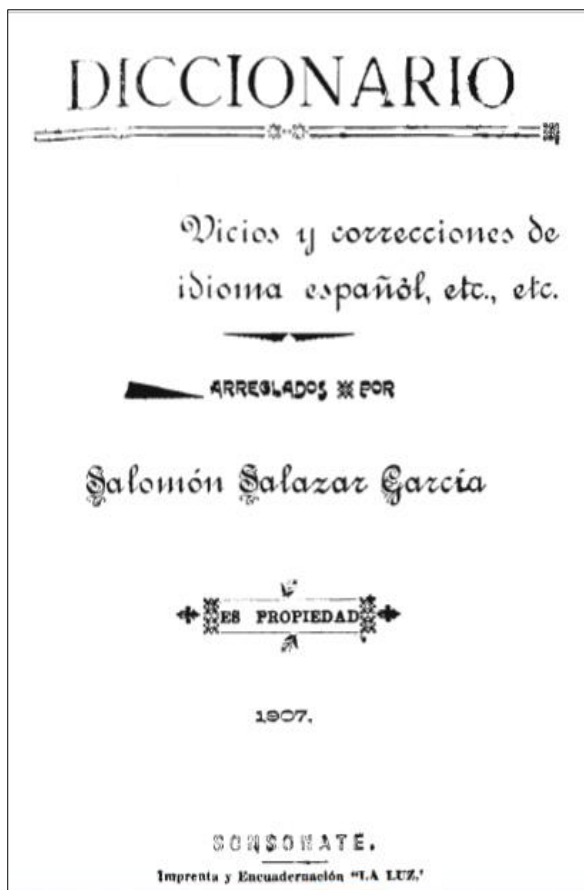 DICCIONARIO
Vicios y correcciones de
idioma español, etc., etc.
ARREGLADOS POR
Salomón Salazar García
ES PROPIEDAD
1907.
SONSONATE.
Imprenta y Encuadernación "LA LUZ.'